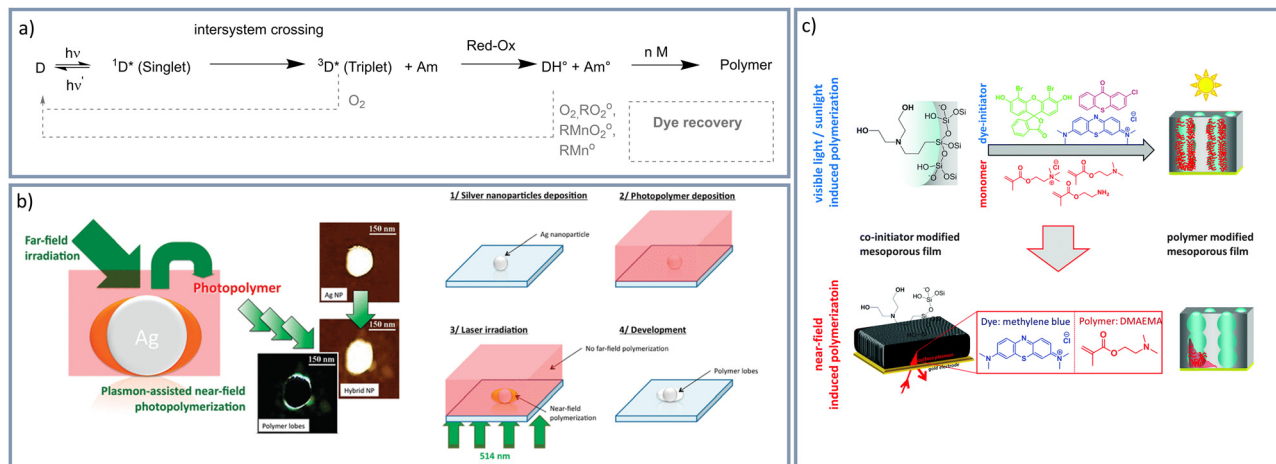 a)
intersystem crossing
D
hν
hν'
¹D* (Singlet)
³D* (Triplet)
+ Am
Red-Ox
DH° + Am°
n M
Polymer
O₂
O₂,RO₂°,
RMnO₂°,
RMn°
Dye recovery
b)
Far-field
irradiation
Photopolymer
Ag
Plasmon-assisted near-field
photopolymerization
150 nm
Ag NP
150 nm
Hybrid NP
150 nm
Polymer lobes
1/ Silver nanoparticles deposition
Ag nanoparticle
2/ Photopolymer deposition
3/ Laser irradiation
No far-field polymerization
Near-field
polymerization
514 nm
4/ Development
Polymer lobes
c)
visible light / sunlight
induced polymerization
dye-initiator
monomer
co-initiator modified
mesoporous film
polymer modified
mesoporous film
near-field
induced polymerizatoin
surface plasmon
gold electrode
Dye: methylene blue
Polymer: DMAEMA